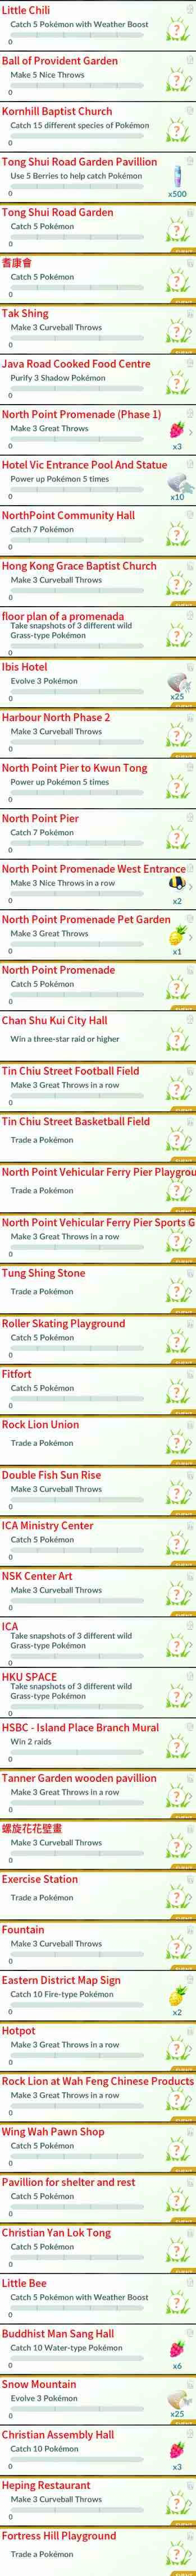 Little Chili
Catch 5 Pokémon with Weather Boost
0
Ball of Provident Garden
Make 5 Nice Throws
0
Kornhill Baptist Church
Catch 15 different species of Pokémon
0
Tong Shui Road Garden Pavillion
Use 5 Berries to help catch Pokémon
0
x500
Tong Shui Road Garden
Catch 5 Pokémon
0
耆康會
Catch 5 Pokémon
0
Tak Shing
Make 3 Curveball Throws
0
Java Road Cooked Food Centre
Purify 3 Shadow Pokémon
0
North Point Promenade (Phase 1)
Make 3 Great Throws
0
x3
Hotel Vic Entrance Pool And Statue
Power up Pokémon 5 times
0
x10
NorthPoint Community Hall
Catch 7 Pokémon
0
Hong Kong Grace Baptist Church
Make 3 Curveball Throws
0
floor plan of a promenada
Take snapshots of 3 different wild
Grass-type Pokémon
0
Ibis Hotel
Evolve 3 Pokémon
0
x25
Harbour North Phase 2
Make 3 Curveball Throws
0
North Point Pier to Kwun Tong
Power up Pokémon 5 times
0
North Point Pier
Catch 7 Pokémon
0
North Point Promenade West Entrance
Make 3 Nice Throws in a row
0
x2
North Point Promenade Pet Garden
Make 3 Great Throws
0
x1
North Point Promenade
Catch 5 Pokémon
0
Chan Shu Kui City Hall
Win a three-star raid or higher
Tin Chiu Street Football Field
Make 3 Great Throws in a row
0
Tin Chiu Street Basketball Field
Trade a Pokémon
North Point Vehicular Ferry Pier Playgrou
Trade a Pokémon
North Point Vehicular Ferry Pier Sports G
Make 3 Great Throws in a row
0
Tung Shing Stone
Trade a Pokémon
Roller Skating Playground
Catch 5 Pokémon
0
Fitfort
Catch 5 Pokémon
0
Rock Lion Union
Trade a Pokémon
Double Fish Sun Rise
Make 3 Curveball Throws
0
ICA Ministry Center
Catch 5 Pokémon
0
NSK Center Art
Make 3 Curveball Throws
0
ICA
Take snapshots of 3 different wild
Grass-type Pokémon
0
HKU SPACE
Take snapshots of 3 different wild
Grass-type Pokémon
0
HSBC - Island Place Branch Mural
Win 2 raids
0
Tanner Garden wooden pavillion
Make 3 Great Throws in a row
0
螺旋花花壁畫
Make 3 Curveball Throws
0
Exercise Station
Trade a Pokémon
Fountain
Make 3 Curveball Throws
0
Eastern District Map Sign
Catch 10 Fire-type Pokémon
0
x2
Hotpot
Make 3 Great Throws in a row
0
Rock Lion at Wah Feng Chinese Products
Make 3 Great Throws in a row
0
Wing Wah Pawn Shop
Catch 5 Pokémon
0
Pavillion for shelter and rest
Catch 5 Pokémon
0
Christian Yan Lok Tong
Catch 5 Pokémon
0
Little Bee
Catch 5 Pokémon with Weather Boost
0
Buddhist Man Sang Hall
Catch 10 Water-type Pokémon
0
x6
Snow Mountain
Evolve 3 Pokémon
0
x25
Christian Assembly Hall
Catch 10 Pokémon
0
x3
Heping Restaurant
Make 3 Curveball Throws
0
Fortress Hill Playground
Trade a Pokémon